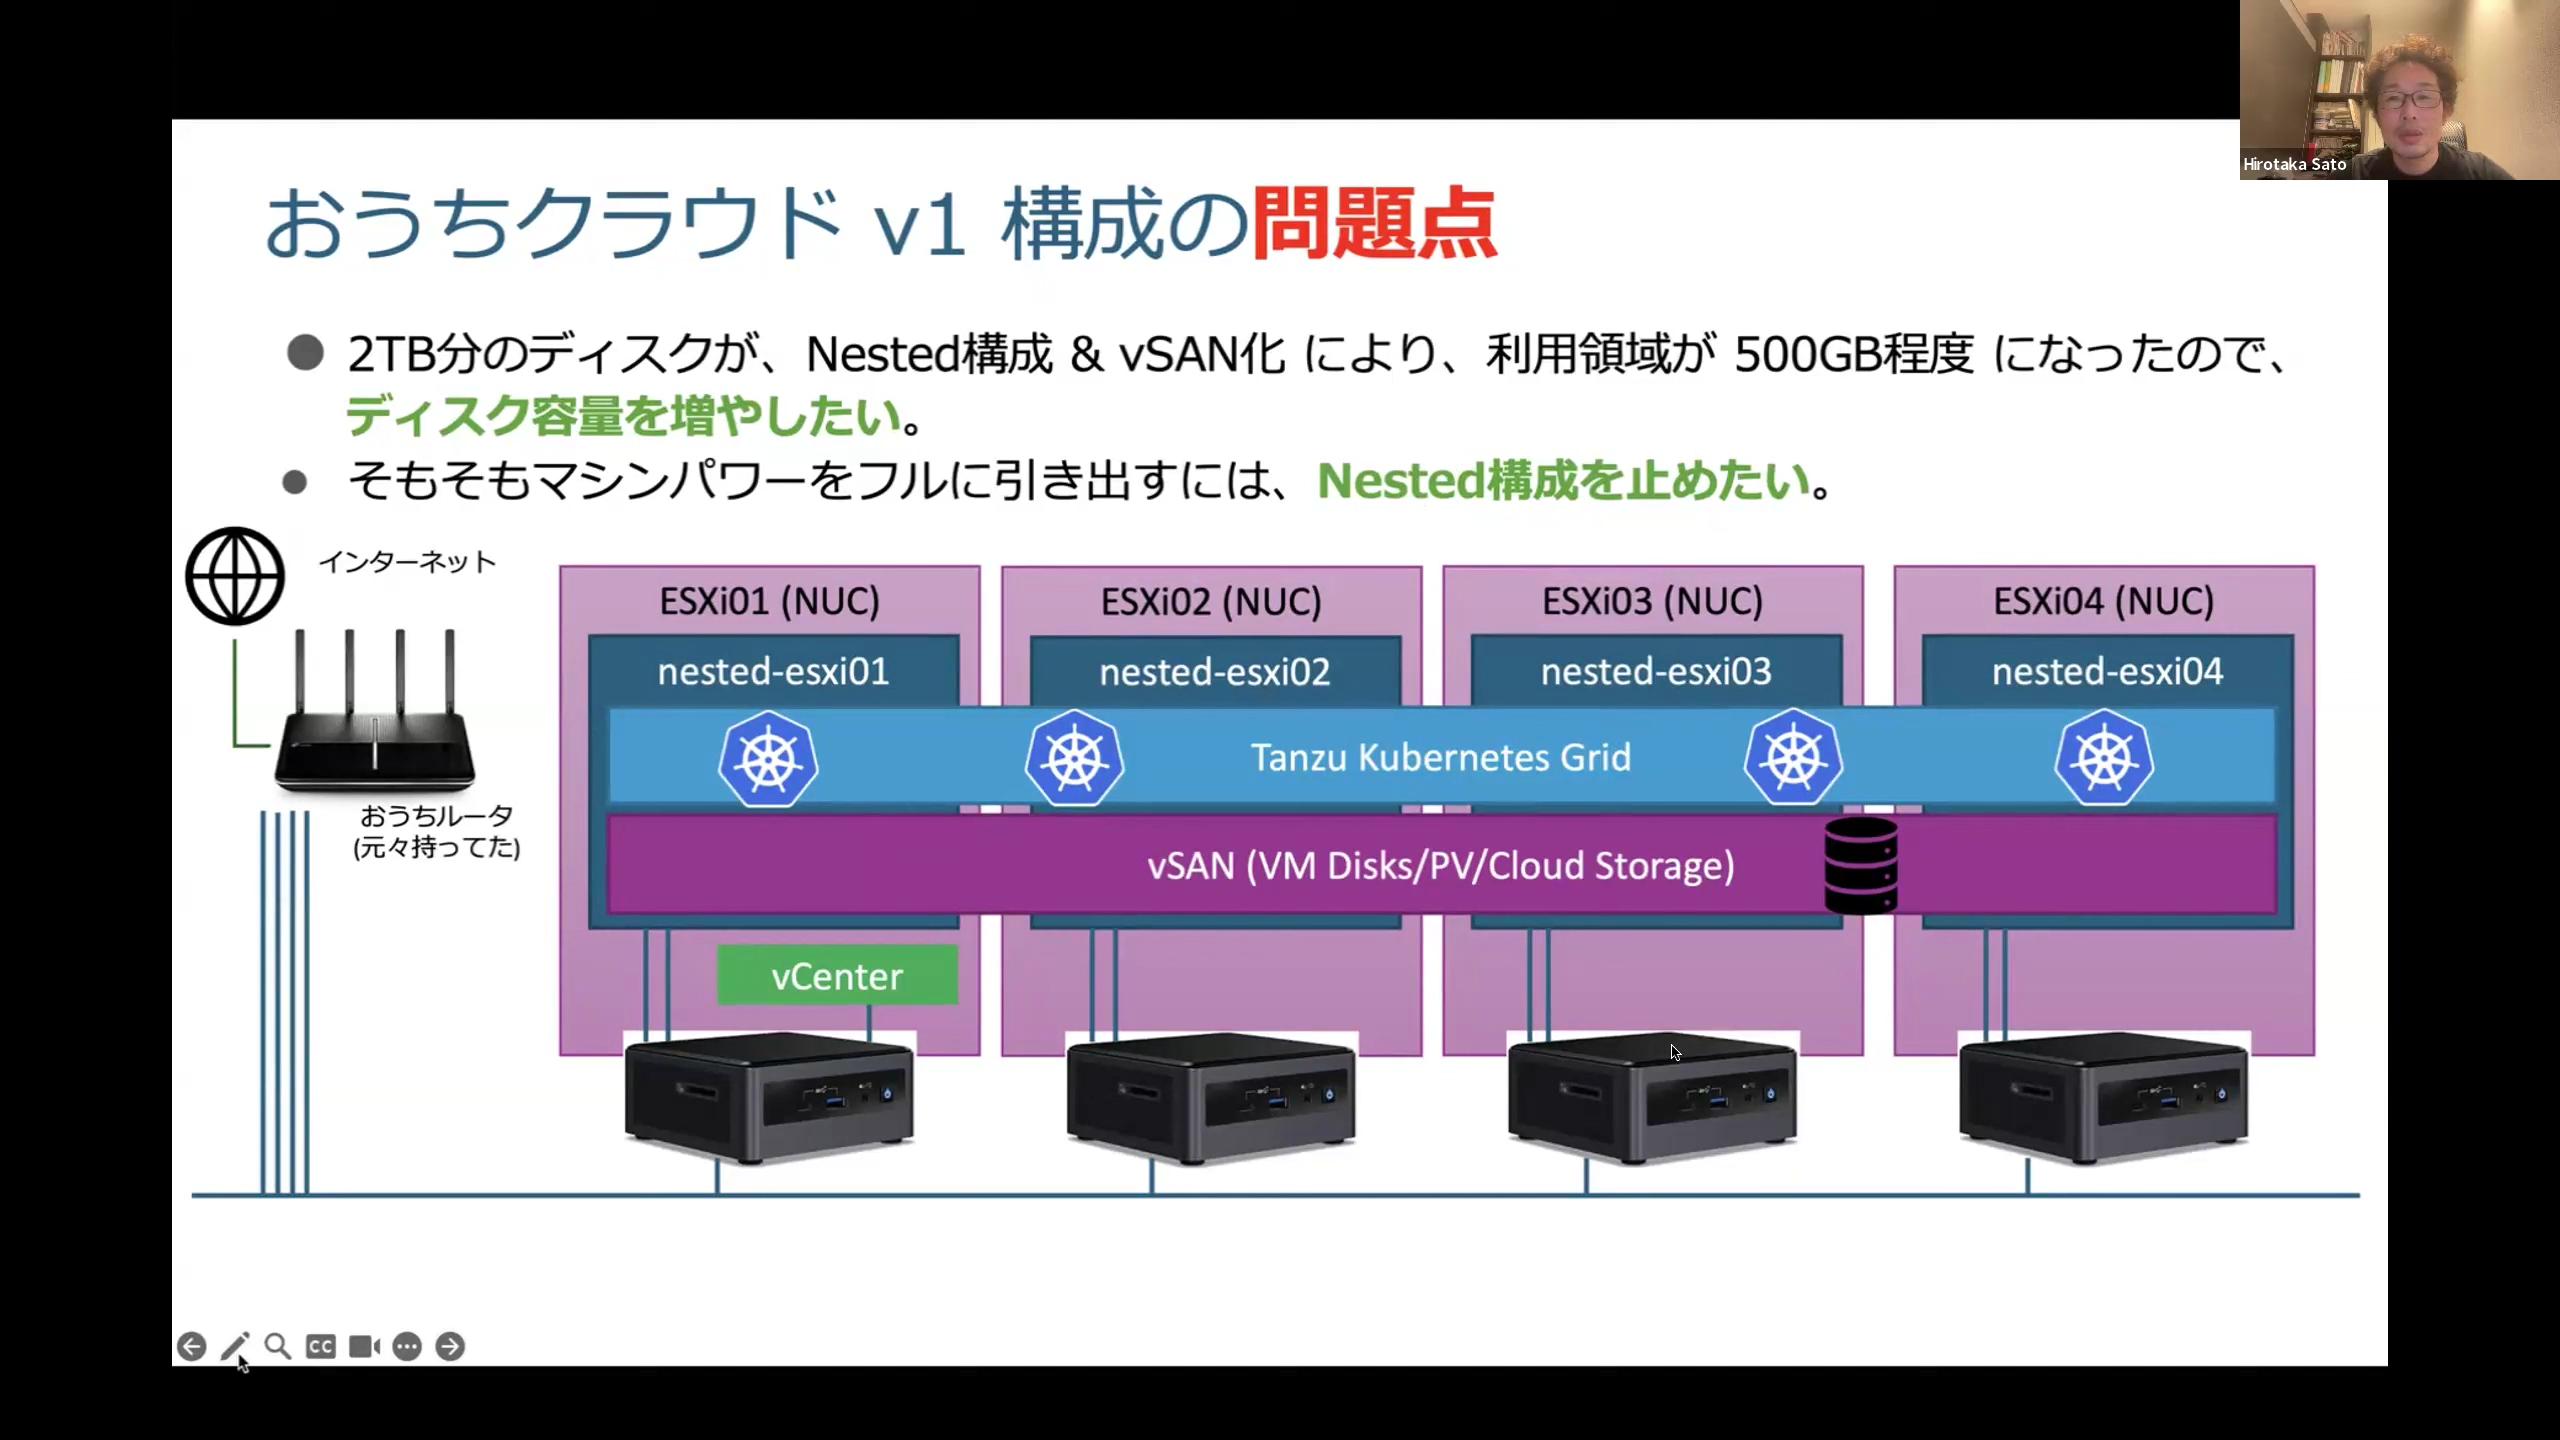 Hirotaka Sato
おうちクラウド v1 構成の問題点
2TB分のディスクが、Nested構成 & vSAN化 により、利用領域が 500GB程度 になったので、
ディスク容量を増やしたい。
そもそもマシンパワーをフルに引き出すには、Nested構成を止めたい。
インターネット
おうちルータ
(元々持ってた)
ESXi01 (NUC)
ESXi02 (NUC)
ESXi03 (NUC)
ESXi04 (NUC)
nested-esxi01
nested-esxi02
nested-esxi03
nested-esxi04
Tanzu Kubernetes Grid
vSAN (VM Disks/PV/Cloud Storage)
vCenter
CC